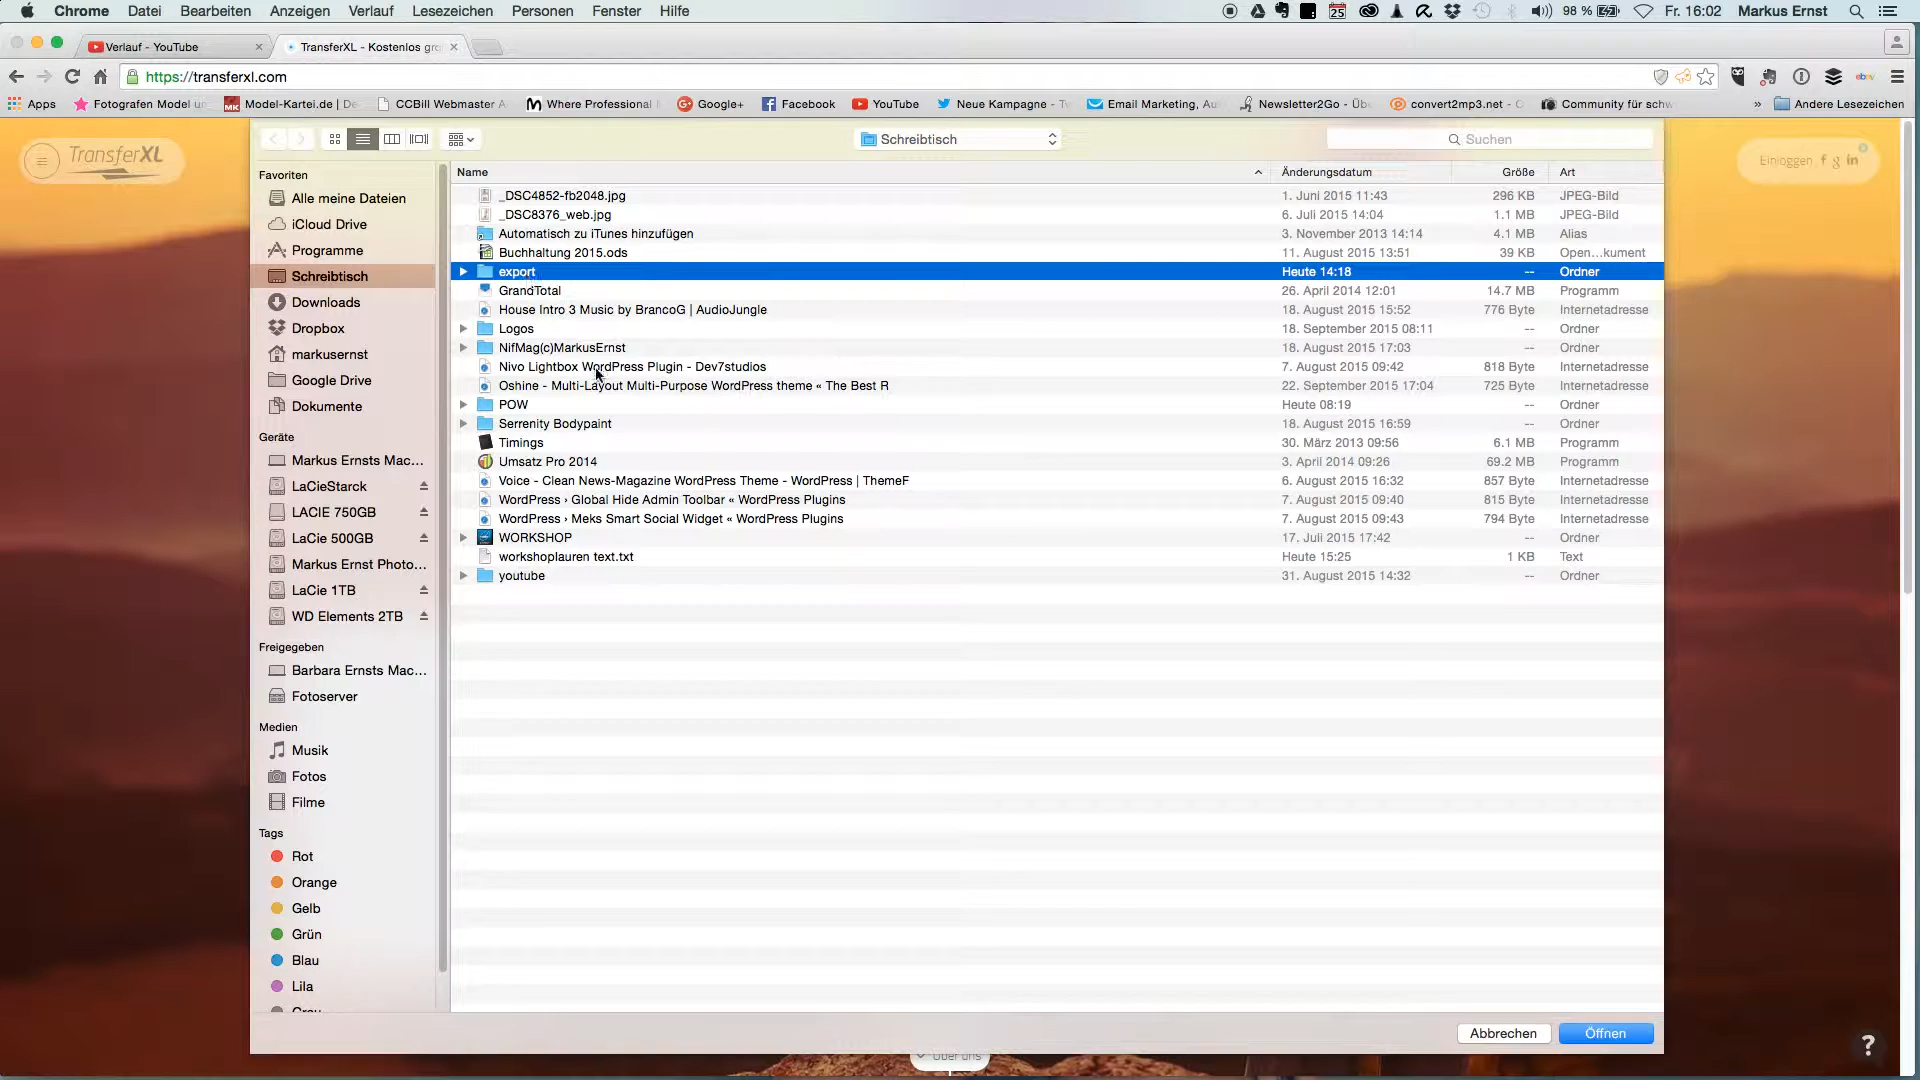 Chrome Datei Bearbeiten Anzeigen Verlauf Lesezeichen Personen Fenster Hilfe 25 98 % Fr. 16:02 Markus Ernst
Verlauf - YouTube TransferXL - Kostenlos gro
https://transferxl.com
Apps Fotografen Model un MK Model-Kartei.de | De CCBill Webmaster A Where Professional Google+ Facebook YouTube Neue Kampagne - Tw Email Marketing, Au Newsletter2Go - Üb convert2mp3.net - O Community für schw » Andere Lesezeichen
TransferXL Schreibtisch Suchen Einloggen f g in
Favoriten
Alle meine Dateien
iCloud Drive
Programme
Schreibtisch
Downloads
Dropbox
markusernst
Google Drive
Dokumente
Geräte
Markus Ernsts Mac...
LaCieStarck
LACIE 750GB
LaCie 500GB
Markus Ernst Photo...
LaCie 1TB
WD Elements 2TB
Freigegeben
Barbara Ernsts Mac...
Fotoserver
Medien
Musik
Fotos
Filme
Tags
Rot
Orange
Gelb
Grün
Blau
Lila
Name Änderungsdatum Größe Art
_DSC4852-fb2048.jpg 1. Juni 2015 11:43 296 KB JPEG-Bild
_DSC8376_web.jpg 6. Juli 2015 14:04 1.1 MB JPEG-Bild
Automatisch zu iTunes hinzufügen 3. November 2013 14:14 4.1 MB Alias
Buchhaltung 2015.ods 11. August 2015 13:51 39 KB Open...kument
export Heute 14:18 -- Ordner
GrandTotal 26. April 2014 12:01 14.7 MB Programm
House Intro 3 Music by BrancoG | AudioJungle 18. August 2015 15:52 776 Byte Internetadresse
Logos 18. September 2015 08:11 -- Ordner
NifMag(c)MarkusErnst 18. August 2015 17:03 -- Ordner
Nivo Lightbox WordPress Plugin - Dev7studios 7. August 2015 09:42 818 Byte Internetadresse
Oshine - Multi-Layout Multi-Purpose WordPress theme « The Best R 22. September 2015 17:04 725 Byte Internetadresse
POW Heute 08:19 -- Ordner
Serrenity Bodypaint 18. August 2015 16:59 -- Ordner
Timings 30. März 2013 09:56 6.1 MB Programm
Umsatz Pro 2014 3. April 2014 09:26 69.2 MB Programm
Voice - Clean News-Magazine WordPress Theme - WordPress | ThemeF 6. August 2015 16:32 857 Byte Internetadresse
WordPress › Global Hide Admin Toolbar « WordPress Plugins 7. August 2015 09:40 815 Byte Internetadresse
WordPress › Meks Smart Social Widget « WordPress Plugins 7. August 2015 09:43 794 Byte Internetadresse
WORKSHOP 17. Juli 2015 17:42 -- Ordner
workshoplauren text.txt Heute 15:25 1 KB Text
youtube 31. August 2015 14:32 -- Ordner
Abbrechen Öffnen
Über uns
?